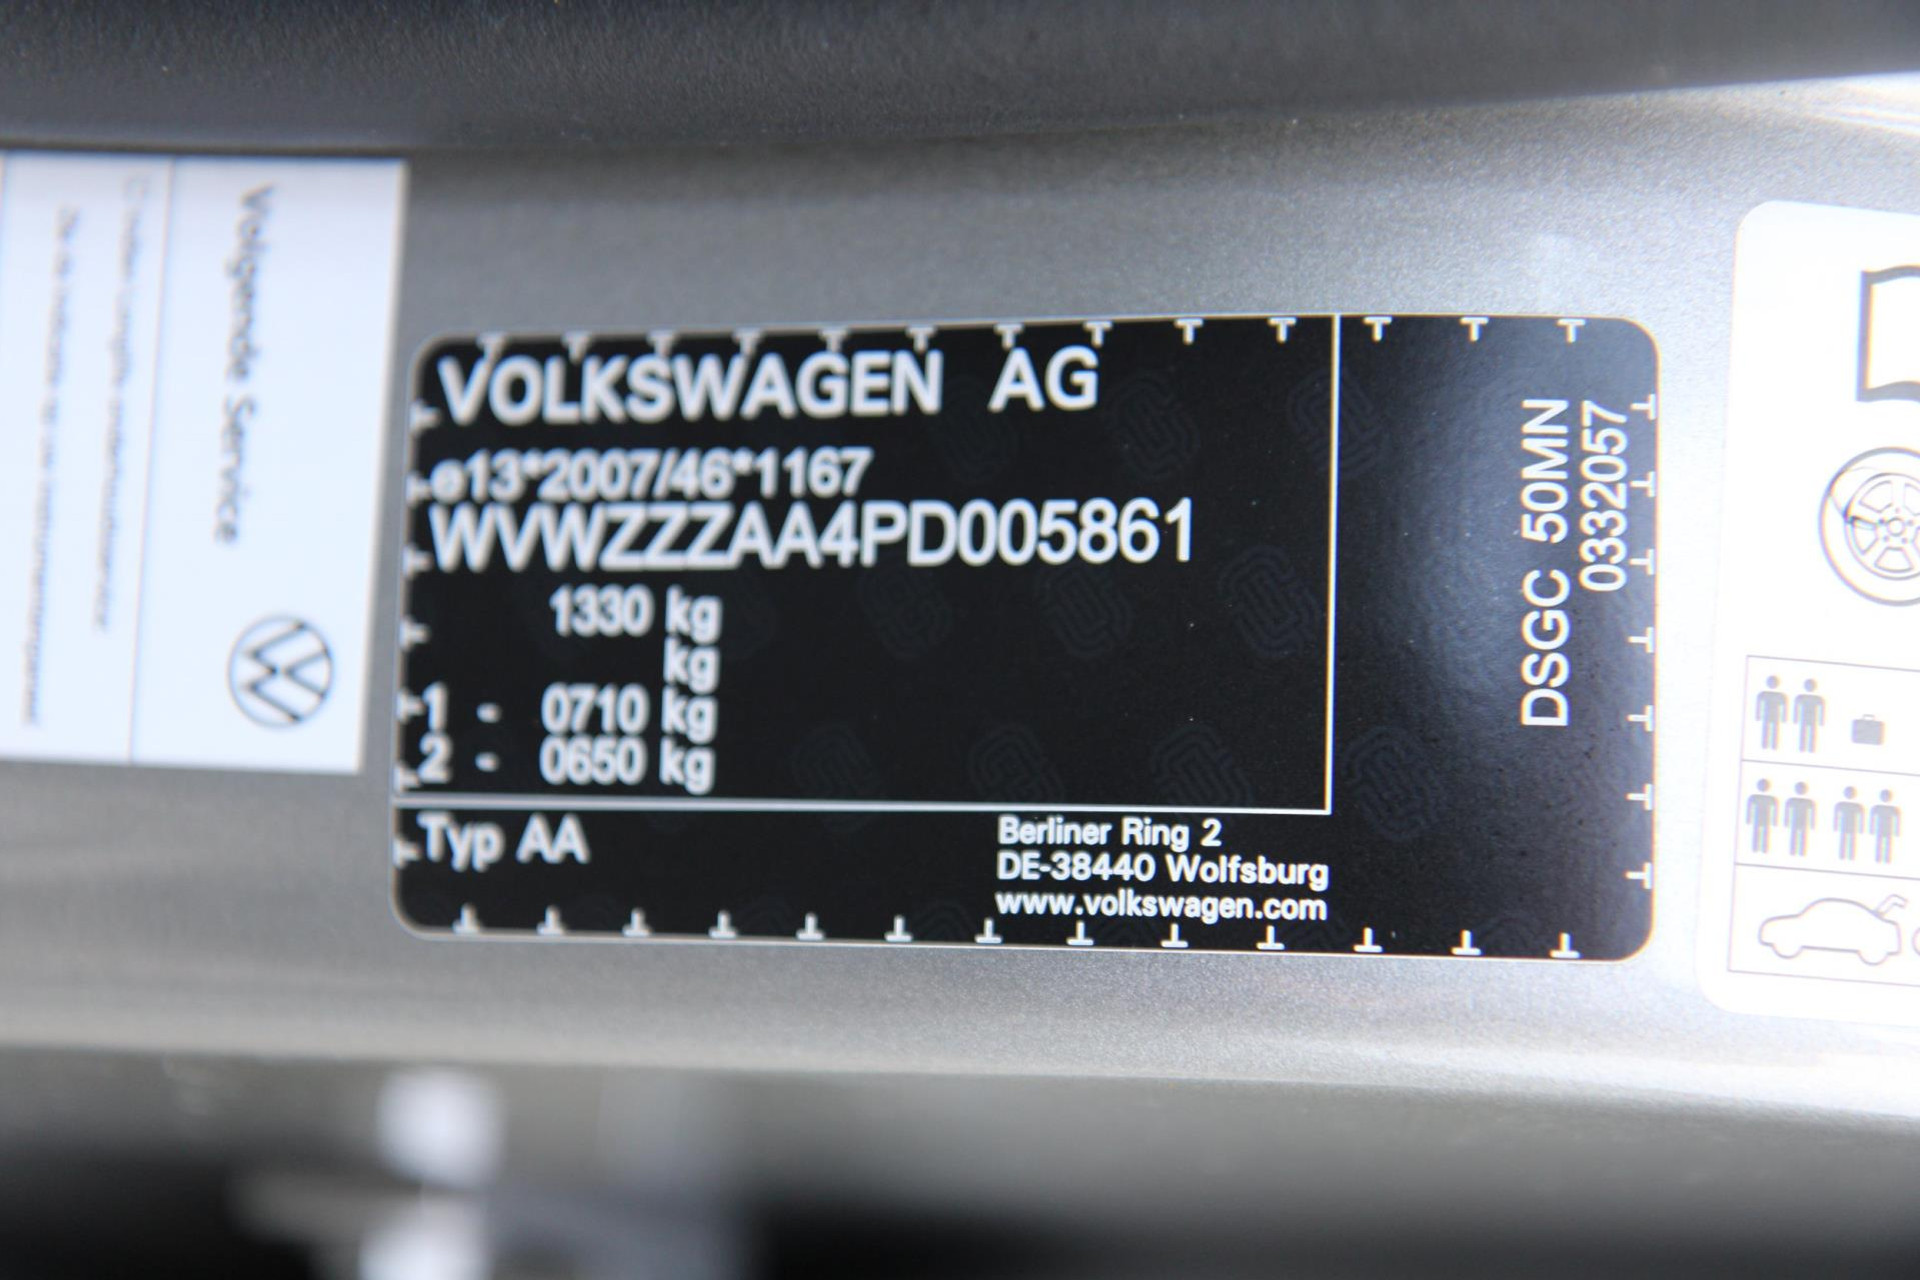 Volgende Service
VOLKSWAGEN AG
e13*2007/46*1167
WVWZZZAA4PD005861
1330 kg
kg
1 - 0710 kg
2 - 0650 kg
Typ AA
Berliner Ring 2
DE-38440 Wolfsburg
www.volkswagen.com
DSGC 50MN
0332057